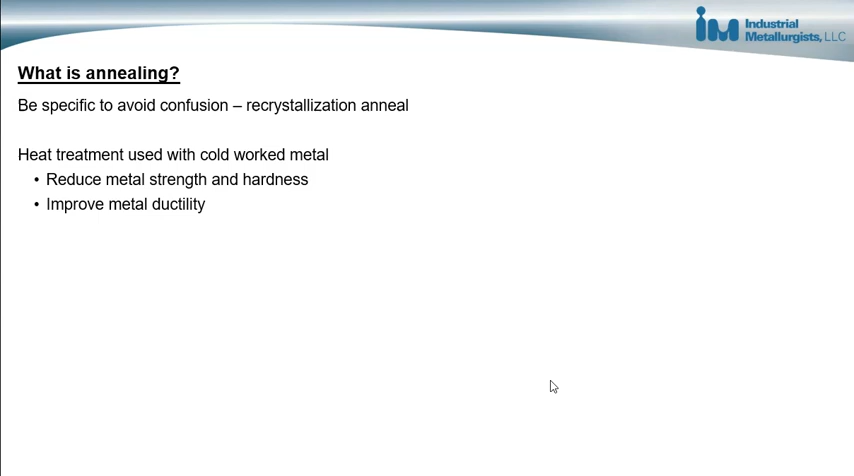 im Industrial
Metallurgists, LLC
What is annealing?
Be specific to avoid confusion – recrystallization anneal
Heat treatment used with cold worked metal
• Reduce metal strength and hardness
• Improve metal ductility